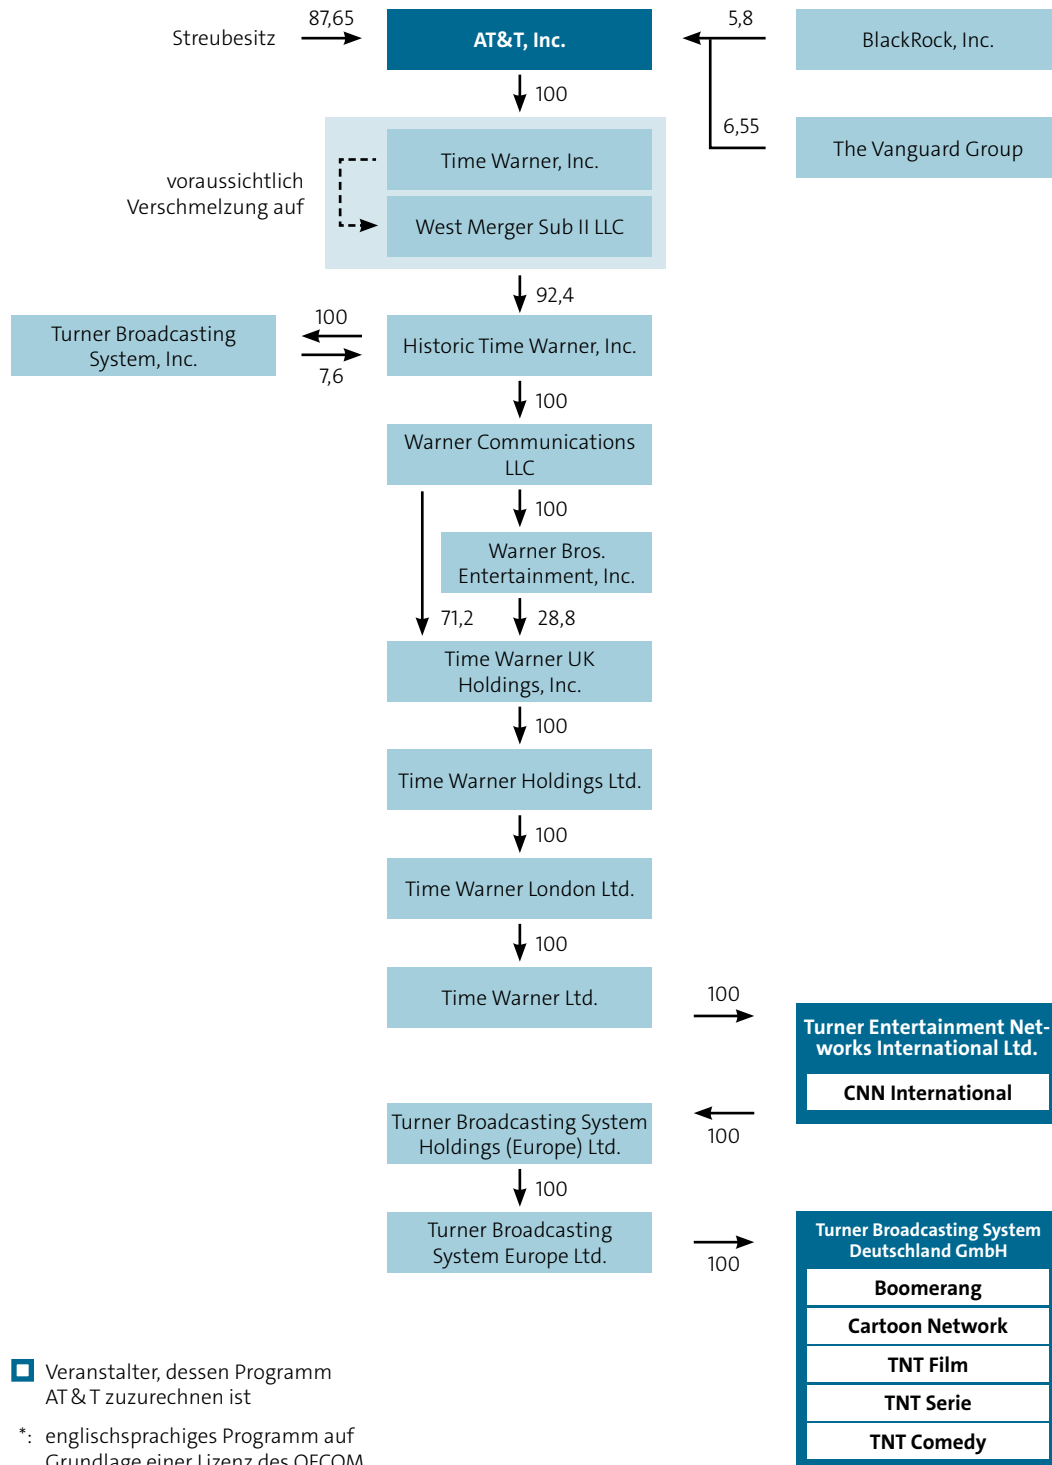 87,65
Streubesitz
AT&T, Inc.
5,8
BlackRock, Inc.
100
6,55
The Vanguard Group
voraussichtlich
Verschmelzung auf
Time Warner, Inc.
West Merger Sub II LLC
92,4
Turner Broadcasting
System, Inc.
100
7,6
Historic Time Warner, Inc.
100
Warner Communications
LLC
100
Warner Bros.
Entertainment, Inc.
71,2
28,8
Time Warner UK
Holdings, Inc.
100
Time Warner Holdings Ltd.
100
Time Warner London Ltd.
100
Time Warner Ltd.
100
Turner Entertainment Net-
works International Ltd.
CNN International
100
Turner Broadcasting System
Holdings (Europe) Ltd.
100
Turner Broadcasting
System Europe Ltd.
100
Turner Broadcasting System
Deutschland GmbH
Boomerang
Cartoon Network
TNT Film
TNT Serie
TNT Comedy
Veranstalter, dessen Programm
AT&T zuzurechnen ist
*: englischsprachiges Programm auf
Grundlage einer Lizenz des OFCOM